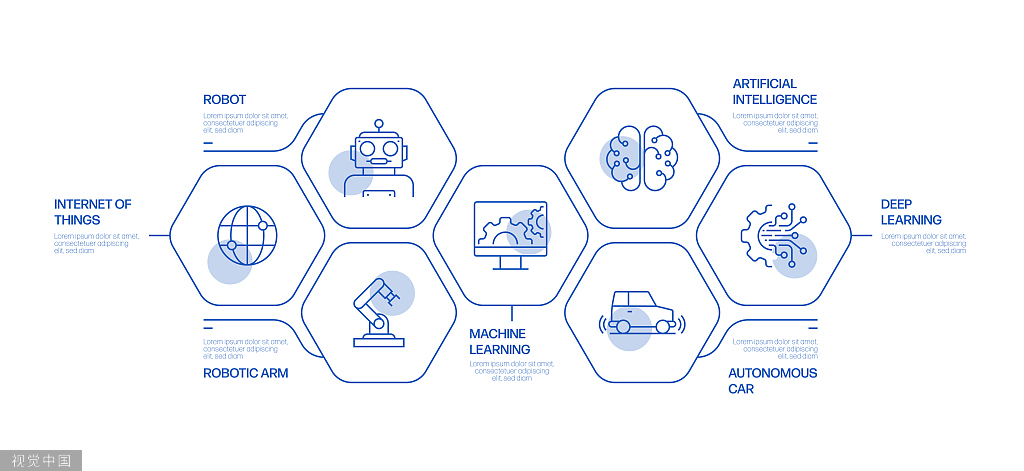 ROBOT
Lorem ipsum dolor sit amet,
consectetuer adipiscing
elit, sed diam
ARTIFICIAL
INTELLIGENCE
Lorem ipsum dolor sit amet,
consectetuer adipiscing
elit, sed diam
INTERNET OF
THINGS
Lorem ipsum dolor sit amet,
consectetuer adipiscing
elit, sed diam
DEEP
LEARNING
Lorem ipsum dolor sit amet,
consectetuer adipiscing
elit, sed diam
Lorem ipsum dolor sit amet,
consectetuer adipiscing
elit, sed diam
ROBOTIC ARM
MACHINE
LEARNING
Lorem ipsum dolor sit amet,
consectetuer adipiscing
elit, sed diam
Lorem ipsum dolor sit amet,
consectetuer adipiscing
elit, sed diam
AUTONOMOUS
CAR
视觉中国